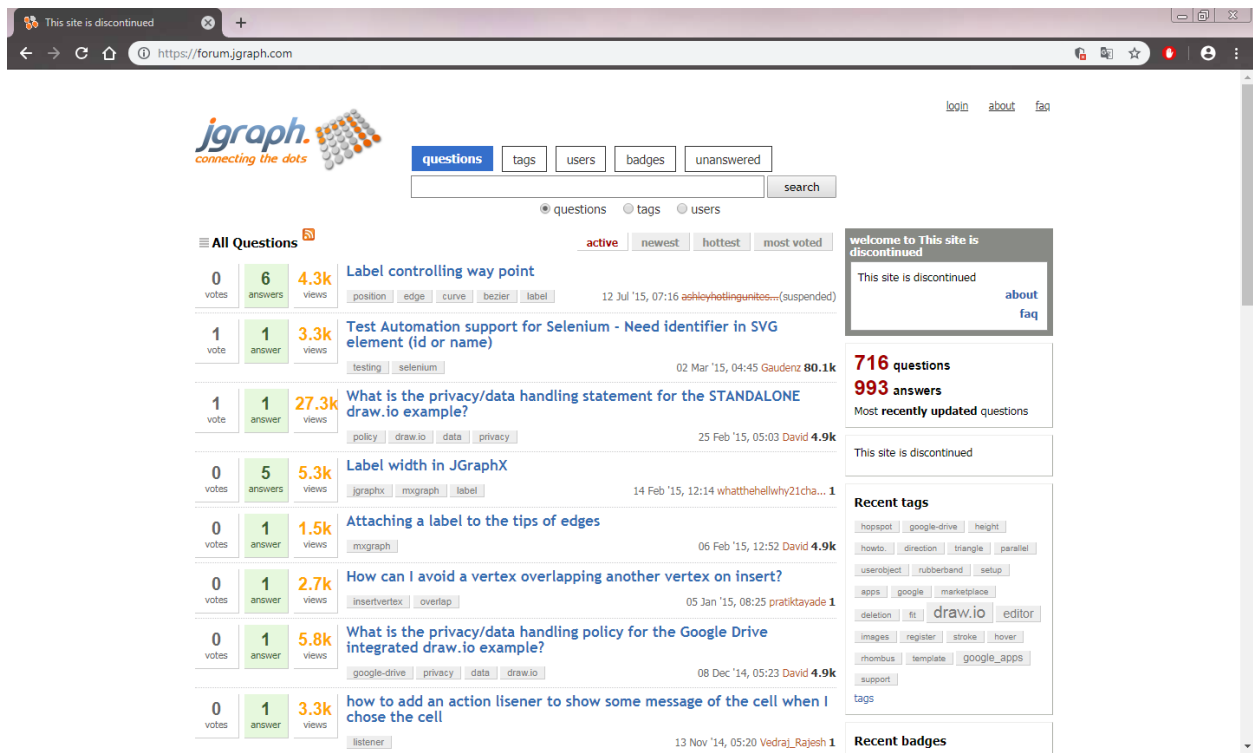 This site is discontinued
https://forum.jgraph.com
login about faq
jgraph.
connecting the dots
questions tags users badges unanswered
search
questions tags users
All Questions
active newest hottest most voted
0 votes 6 answers 4.3k views
Label controlling way point
position edge curve bezier label
12 Jul '15, 07:16 ashleyhotlingunites...(suspended)
1 vote 1 answer 3.3k views
Test Automation support for Selenium - Need identifier in SVG
element (id or name)
testing selenium
02 Mar '15, 04:45 Gaudenz 80.1k
1 vote 1 answer 27.3k views
What is the privacy/data handling statement for the STANDALONE
draw.io example?
policy draw.io data privacy
25 Feb '15, 05:03 David 4.9k
0 votes 5 answers 5.3k views
Label width in JGraphX
jgraphx mxgraph label
14 Feb '15, 12:14 whatthehellwhy21cha... 1
0 votes 1 answer 1.5k views
Attaching a label to the tips of edges
mxgraph
06 Feb '15, 12:52 David 4.9k
0 votes 1 answer 2.7k views
How can I avoid a vertex overlapping another vertex on insert?
insertvertex overlap
05 Jan '15, 08:25 pratiktayade 1
0 votes 1 answer 5.8k views
What is the privacy/data handling policy for the Google Drive
integrated draw.io example?
google-drive privacy data draw.io
08 Dec '14, 05:23 David 4.9k
0 votes 1 answer 3.3k views
how to add an action lisener to show some message of the cell when I
chose the cell
listener
13 Nov '14, 05:20 Vedraj_Rajesh 1
welcome to This site is
discontinued
This site is discontinued
about
faq
716 questions
993 answers
Most recently updated questions
This site is discontinued
Recent tags
hopspot google-drive height
howto. direction triangle parallel
userobject rubberband setup
apps google marketplace
deletion fit draw.io editor
images register stroke hover
rhombus template google_apps
support
tags
Recent badges